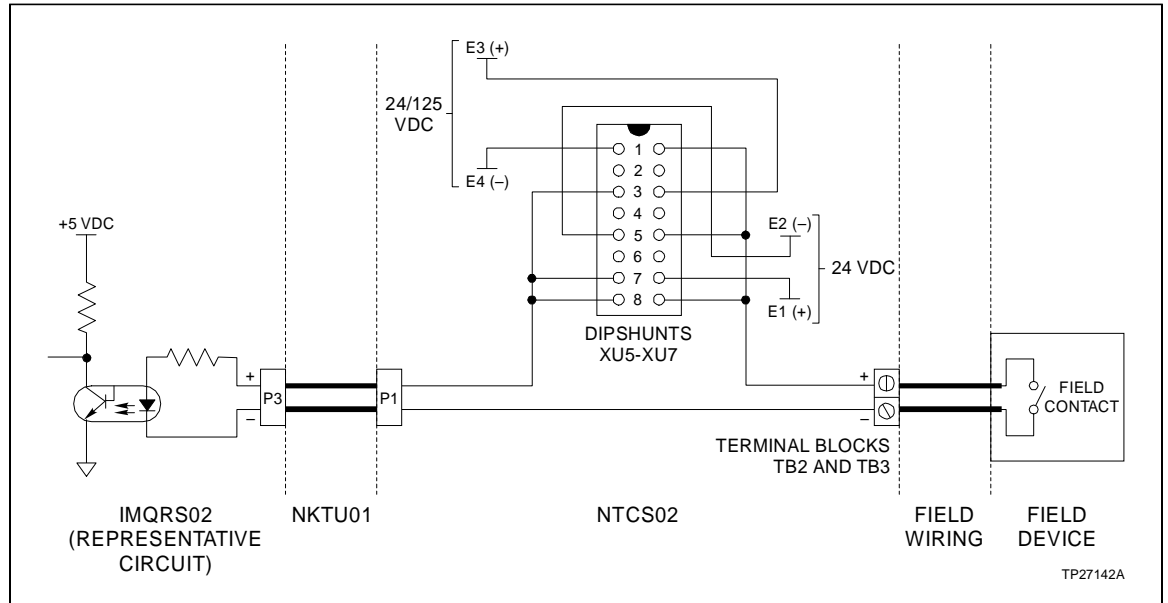 E3 (+)
24/125
VDC
E4 (–)
1
2
3
4
5
6
7
8
E2 (–)
24 VDC
E1 (+)
DIPSHUNTS
XU5-XU7
+5 VDC
+
P3
–
P1
+
–
TERMINAL BLOCKS
TB2 AND TB3
FIELD
CONTACT
IMQRS02
(REPRESENTATIVE
CIRCUIT)
NKTU01
NTCS02
FIELD
WIRING
FIELD
DEVICE
TP27142A